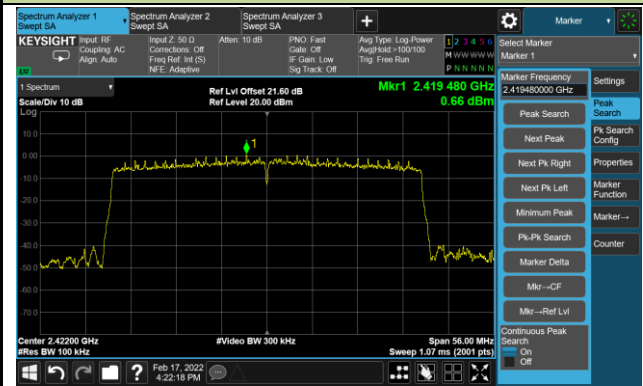 Spectrum Analyzer 1
Swept SA
Spectrum Analyzer 2
Swept SA
Spectrum Analyzer 3
Swept SA
+
Marker
KEYSIGHT
Input: RF
Coupling: AC
Align: Auto
Input Z: 50 Ω
Corrections: Off
Freq Ref: Int (S)
NFE: Adaptive
Atten: 10 dB
PNO: Fast
Gate: Off
IF Gain: Low
Sig Track: Off
Avg Type: Log-Power
Avg|Hold >100/100
Trig: Free Run
1 2 3 4 5 6
M W W W W W
P N N N N N
Select Marker
Marker 1
1 Spectrum
Scale/Div 10 dB
Log
Ref Lvl Offset 21.60 dB
Ref Level 20.00 dBm
Mkr1 2.419 480 GHz
0.66 dBm
1
10.0
0.00
-10.0
-20.0
-30.0
-40.0
-50.0
-60.0
-70.0
Center 2.42200 GHz
#Res BW 100 kHz
#Video BW 300 kHz
Span 56.00 MHz
Sweep 1.07 ms (2001 pts)
Marker Frequency
2.419480000 GHz
Peak Search
Next Peak
Next Pk Right
Next Pk Left
Minimum Peak
Pk-Pk Search
Marker Delta
Mkr→CF
Mkr→Ref Lvl
Continuous Peak
Search
On
Off
Settings
Peak
Search
Pk Search
Config
Properties
Marker
Function
Marker→
Counter
?
Feb 17, 2022
4:22:18 PM